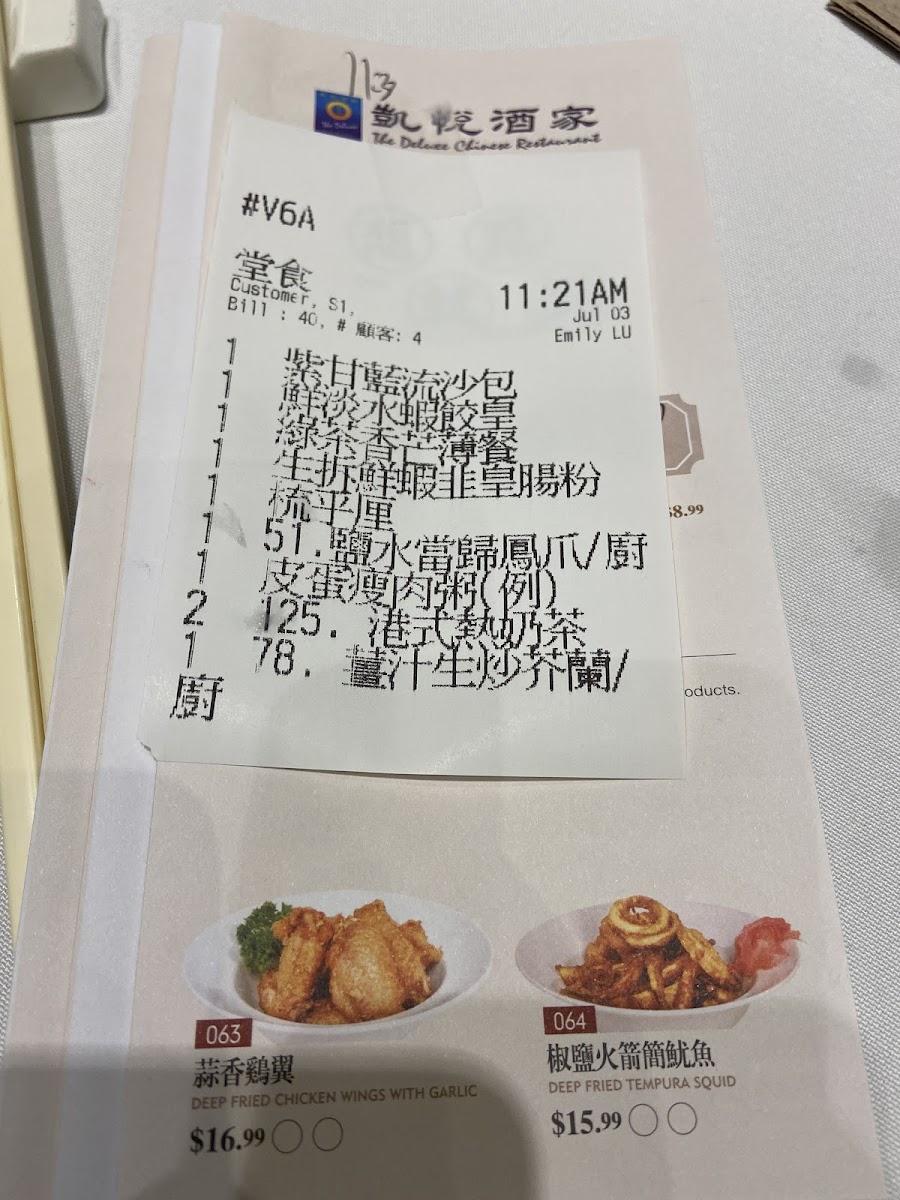 113
凱悅酒家
The Deluxe Chinese Restaurant
#V6A
堂食
11:21AM
Customer, S1,
Jul 03
Bill : 40, # 顧客: 4
Emily LU
1 紫甘藍流沙包
1 鮮淡水蝦餃皇
1 綠茶香芒薄餐
1 生拆鮮蝦韭皇腸粉
1 梳平厘
1 51.鹽水當歸鳳爪/廚
1 皮蛋瘦肉粥(例)
2 125. 港式熱奶茶
1 78. 薑汁生炒芥蘭/
廚
8.99
oducts.
063
蒜香鷄翼
DEEP FRIED CHICKEN WINGS WITH GARLIC
$16.99
064
椒鹽火箭筒魷魚
DEEP FRIED TEMPURA SQUID
$15.99